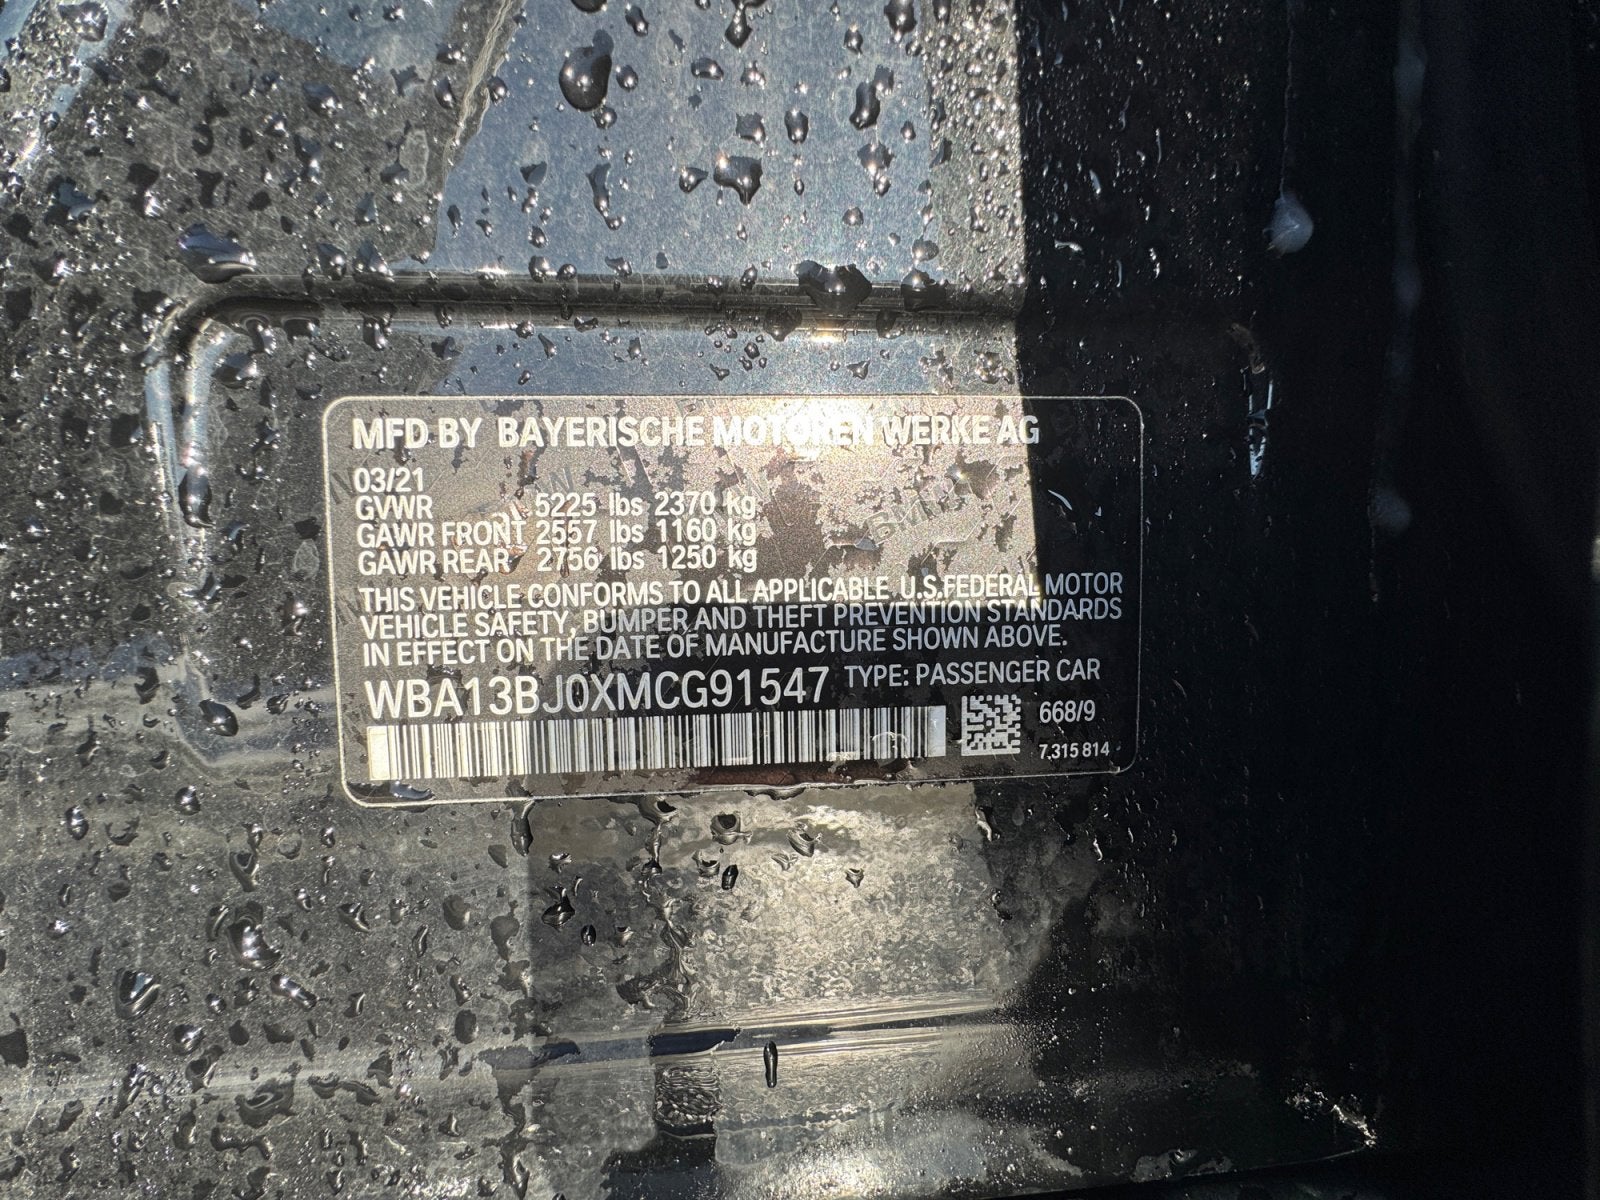 MFD BY BAYERISCHE MOTOREN WERKE AG
03/21
GVWR 5225 lbs 2370 kg
GAWR FRONT 2557 lbs 1160 kg
GAWR REAR 2756 lbs 1250 kg
THIS VEHICLE CONFORMS TO ALL APPLICABLE U.S.FEDERAL MOTOR
VEHICLE SAFETY, BUMPER AND THEFT PREVENTION STANDARDS
IN EFFECT ON THE DATE OF MANUFACTURE SHOWN ABOVE.
WBA13BJ0XMCG91547 TYPE: PASSENGER CAR
668/9
7.315 814